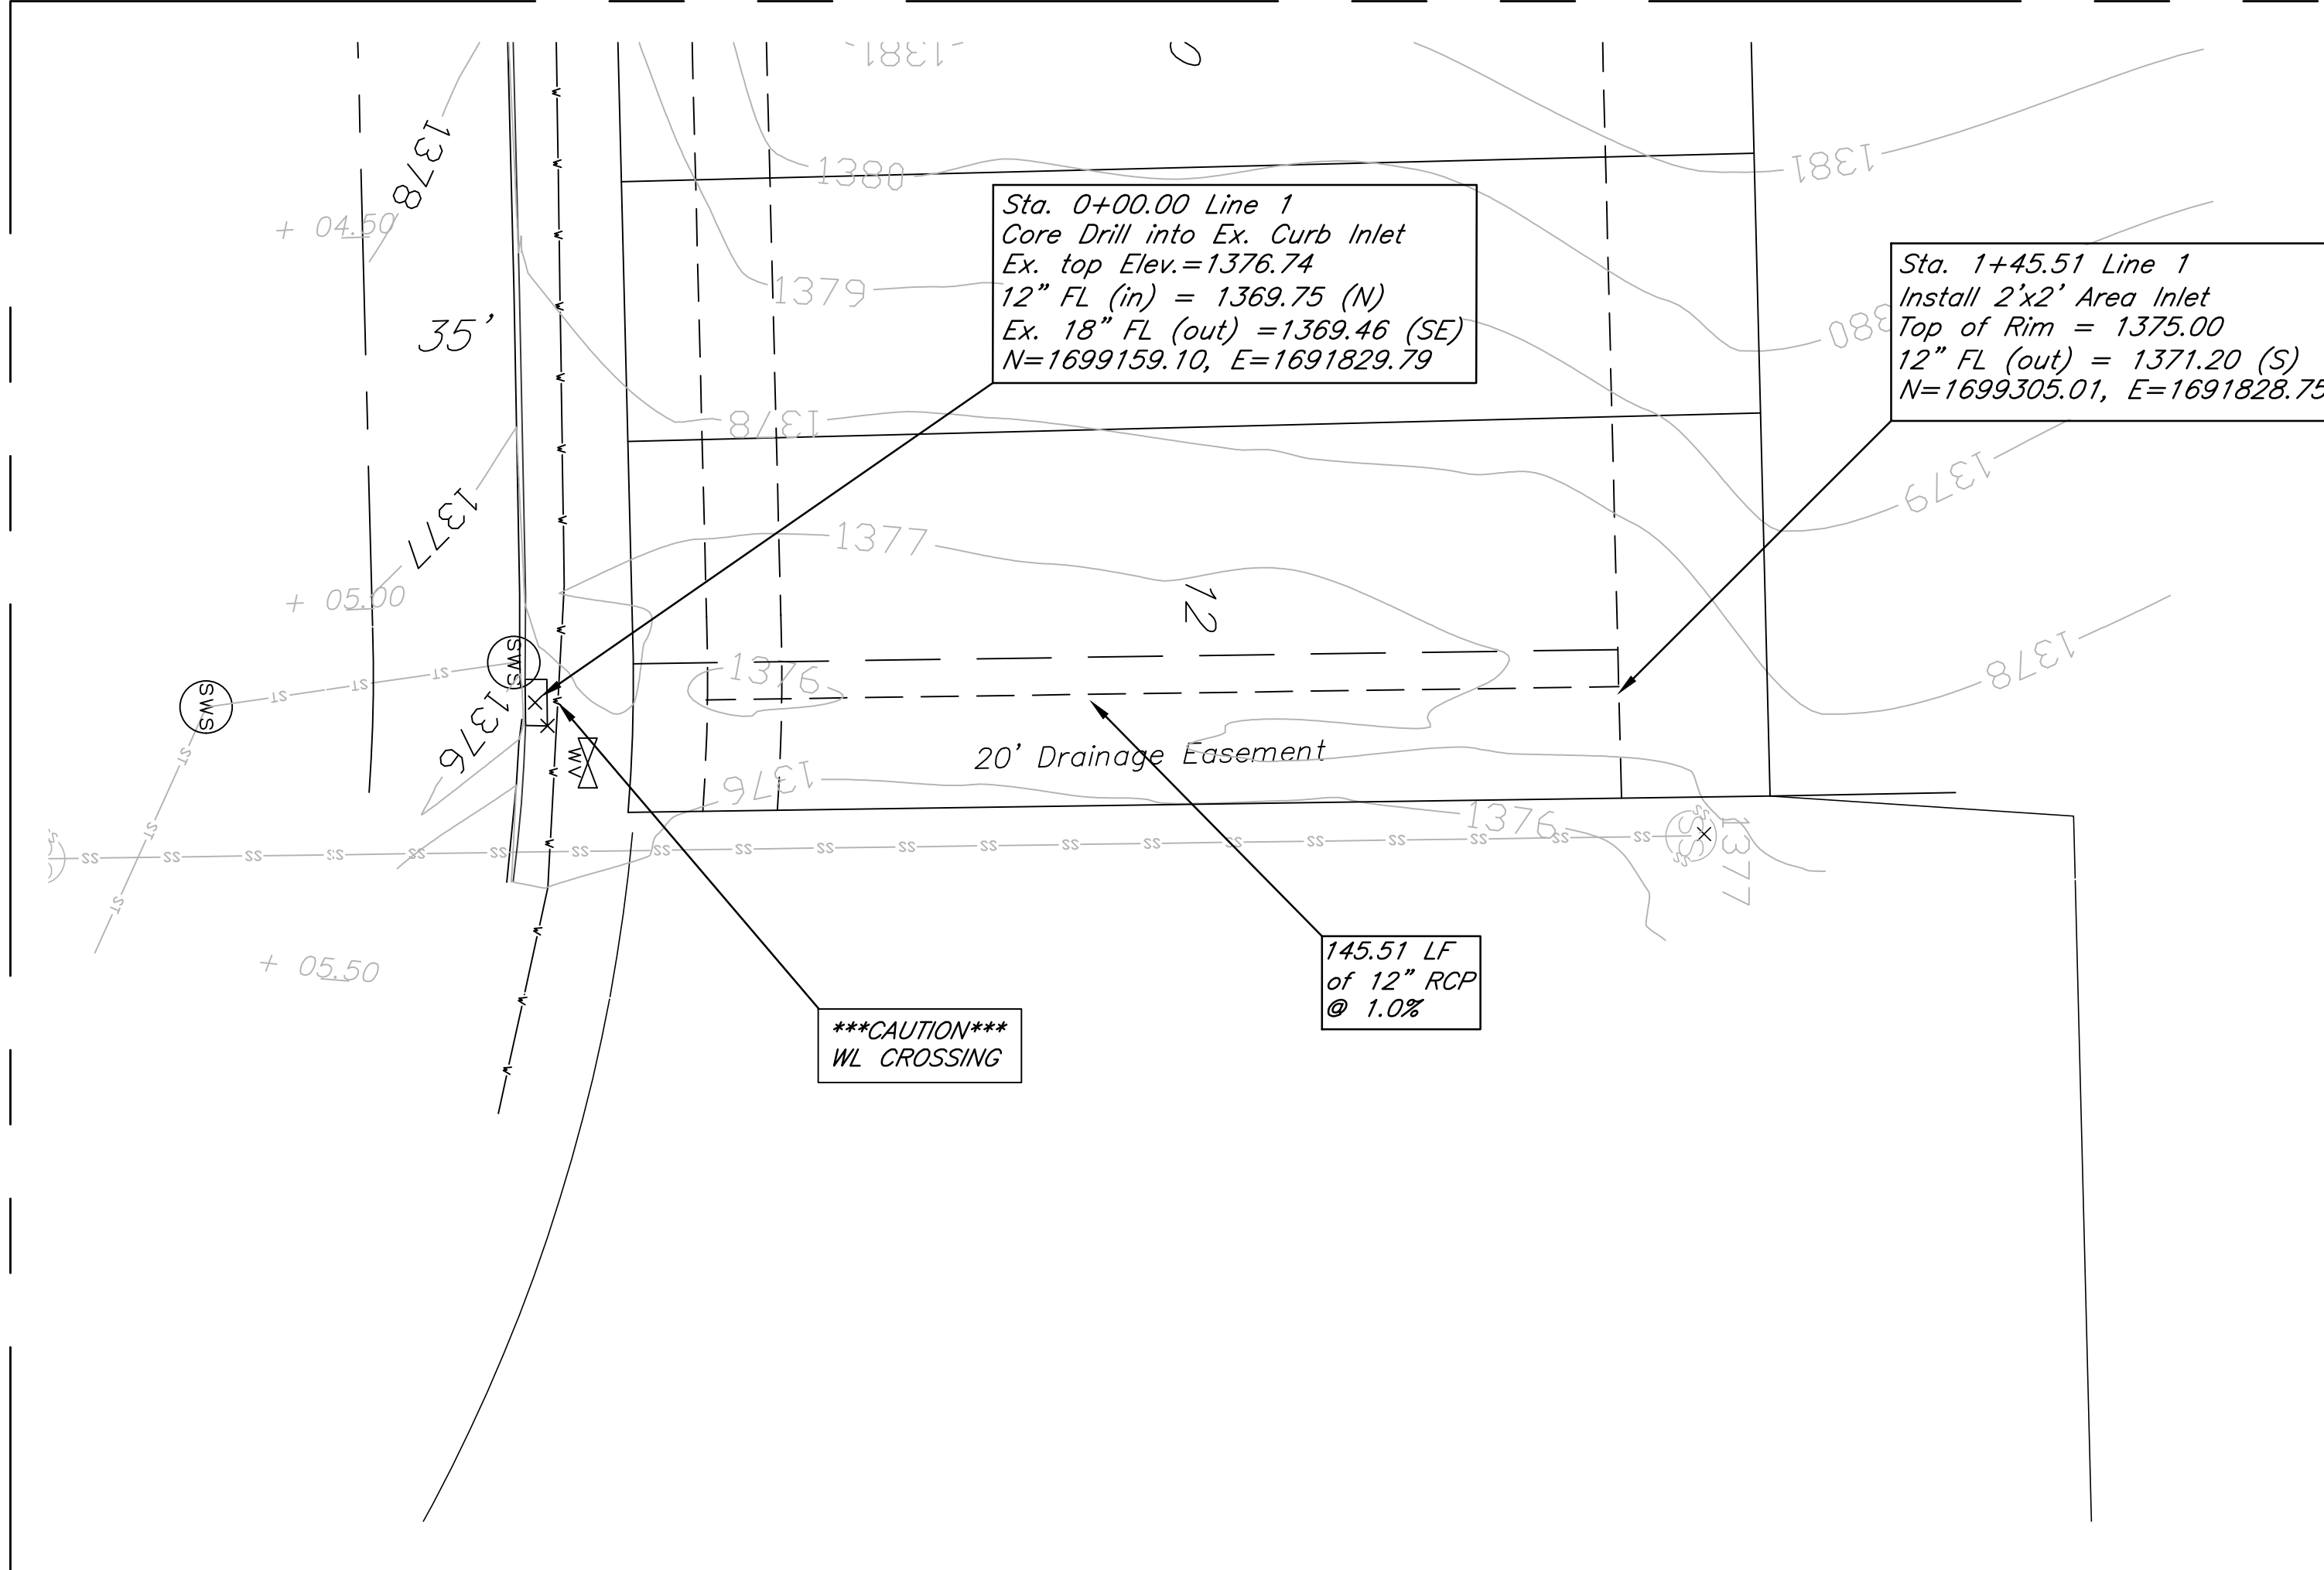 1381
1378
1380
1381
+ 04.50
Sta. 0+00.00 Line 1
Core Drill into Ex. Curb Inlet
Ex. top Elev.=1376.74
12” FL (in) = 1369.75 (N)
Ex. 18” FL (out) =1369.46 (SE)
N=1699159.10, E=1691829.79
Sta. 1+45.51 Line 1
Install 2'x2' Area Inlet
Top of Rim = 1375.00
12” FL (out) = 1371.20 (S)
N=1699305.01, E=1691828.75
1379
35'
1378
1379
1377
1377
12
+ 05.00
1378
SWS
SWS
1376
1376
WV
20' Drainage Easement
1376
1376
1377
SS
+ 05.50
145.51 LF
of 12” RCP
@ 1.0%
***CAUTION***
WL CROSSING